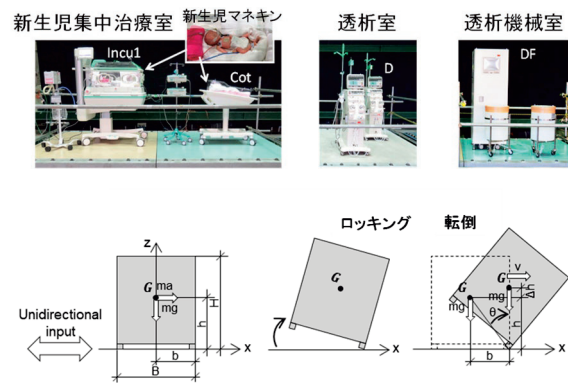 新生児集中治療室
新生児マネキン
透析室
透析機械室
Incu1
Cot
D
DF
ロッキング 転倒
Unidirectional
input
z
G
ma
mg
h
H
b
B
x
G
x
G
G
v
mg
mg
Δh
θ
h
b
x